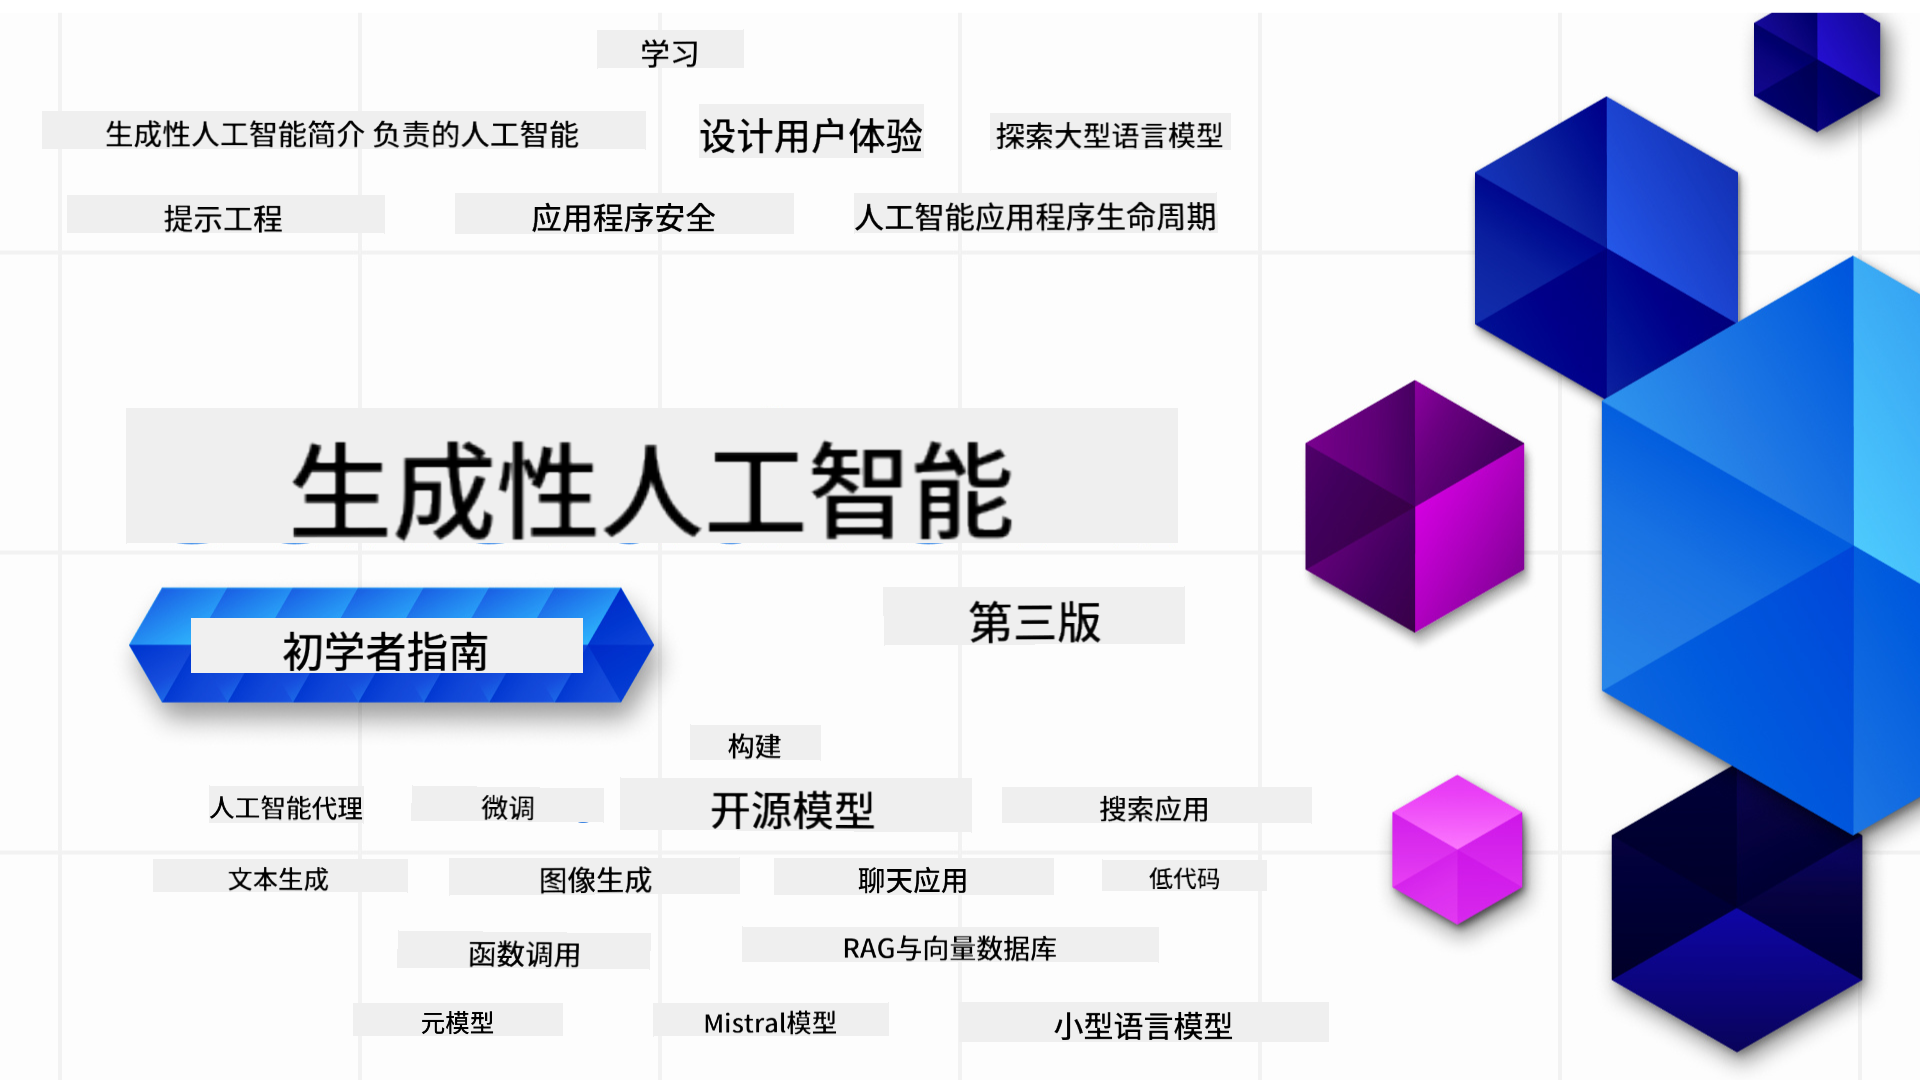 学习
生成性人工智能简介 负责的人工智能
设计用户体验
探索大型语言模型
提示工程
应用程序安全
人工智能应用程序生命周期
生成性人工智能
初学者指南
第三版
构建
人工智能代理
微调
开源模型
搜索应用
文本生成
图像生成
聊天应用
低代码
函数调用
RAG与向量数据库
元模型
Mistral模型
小型语言模型